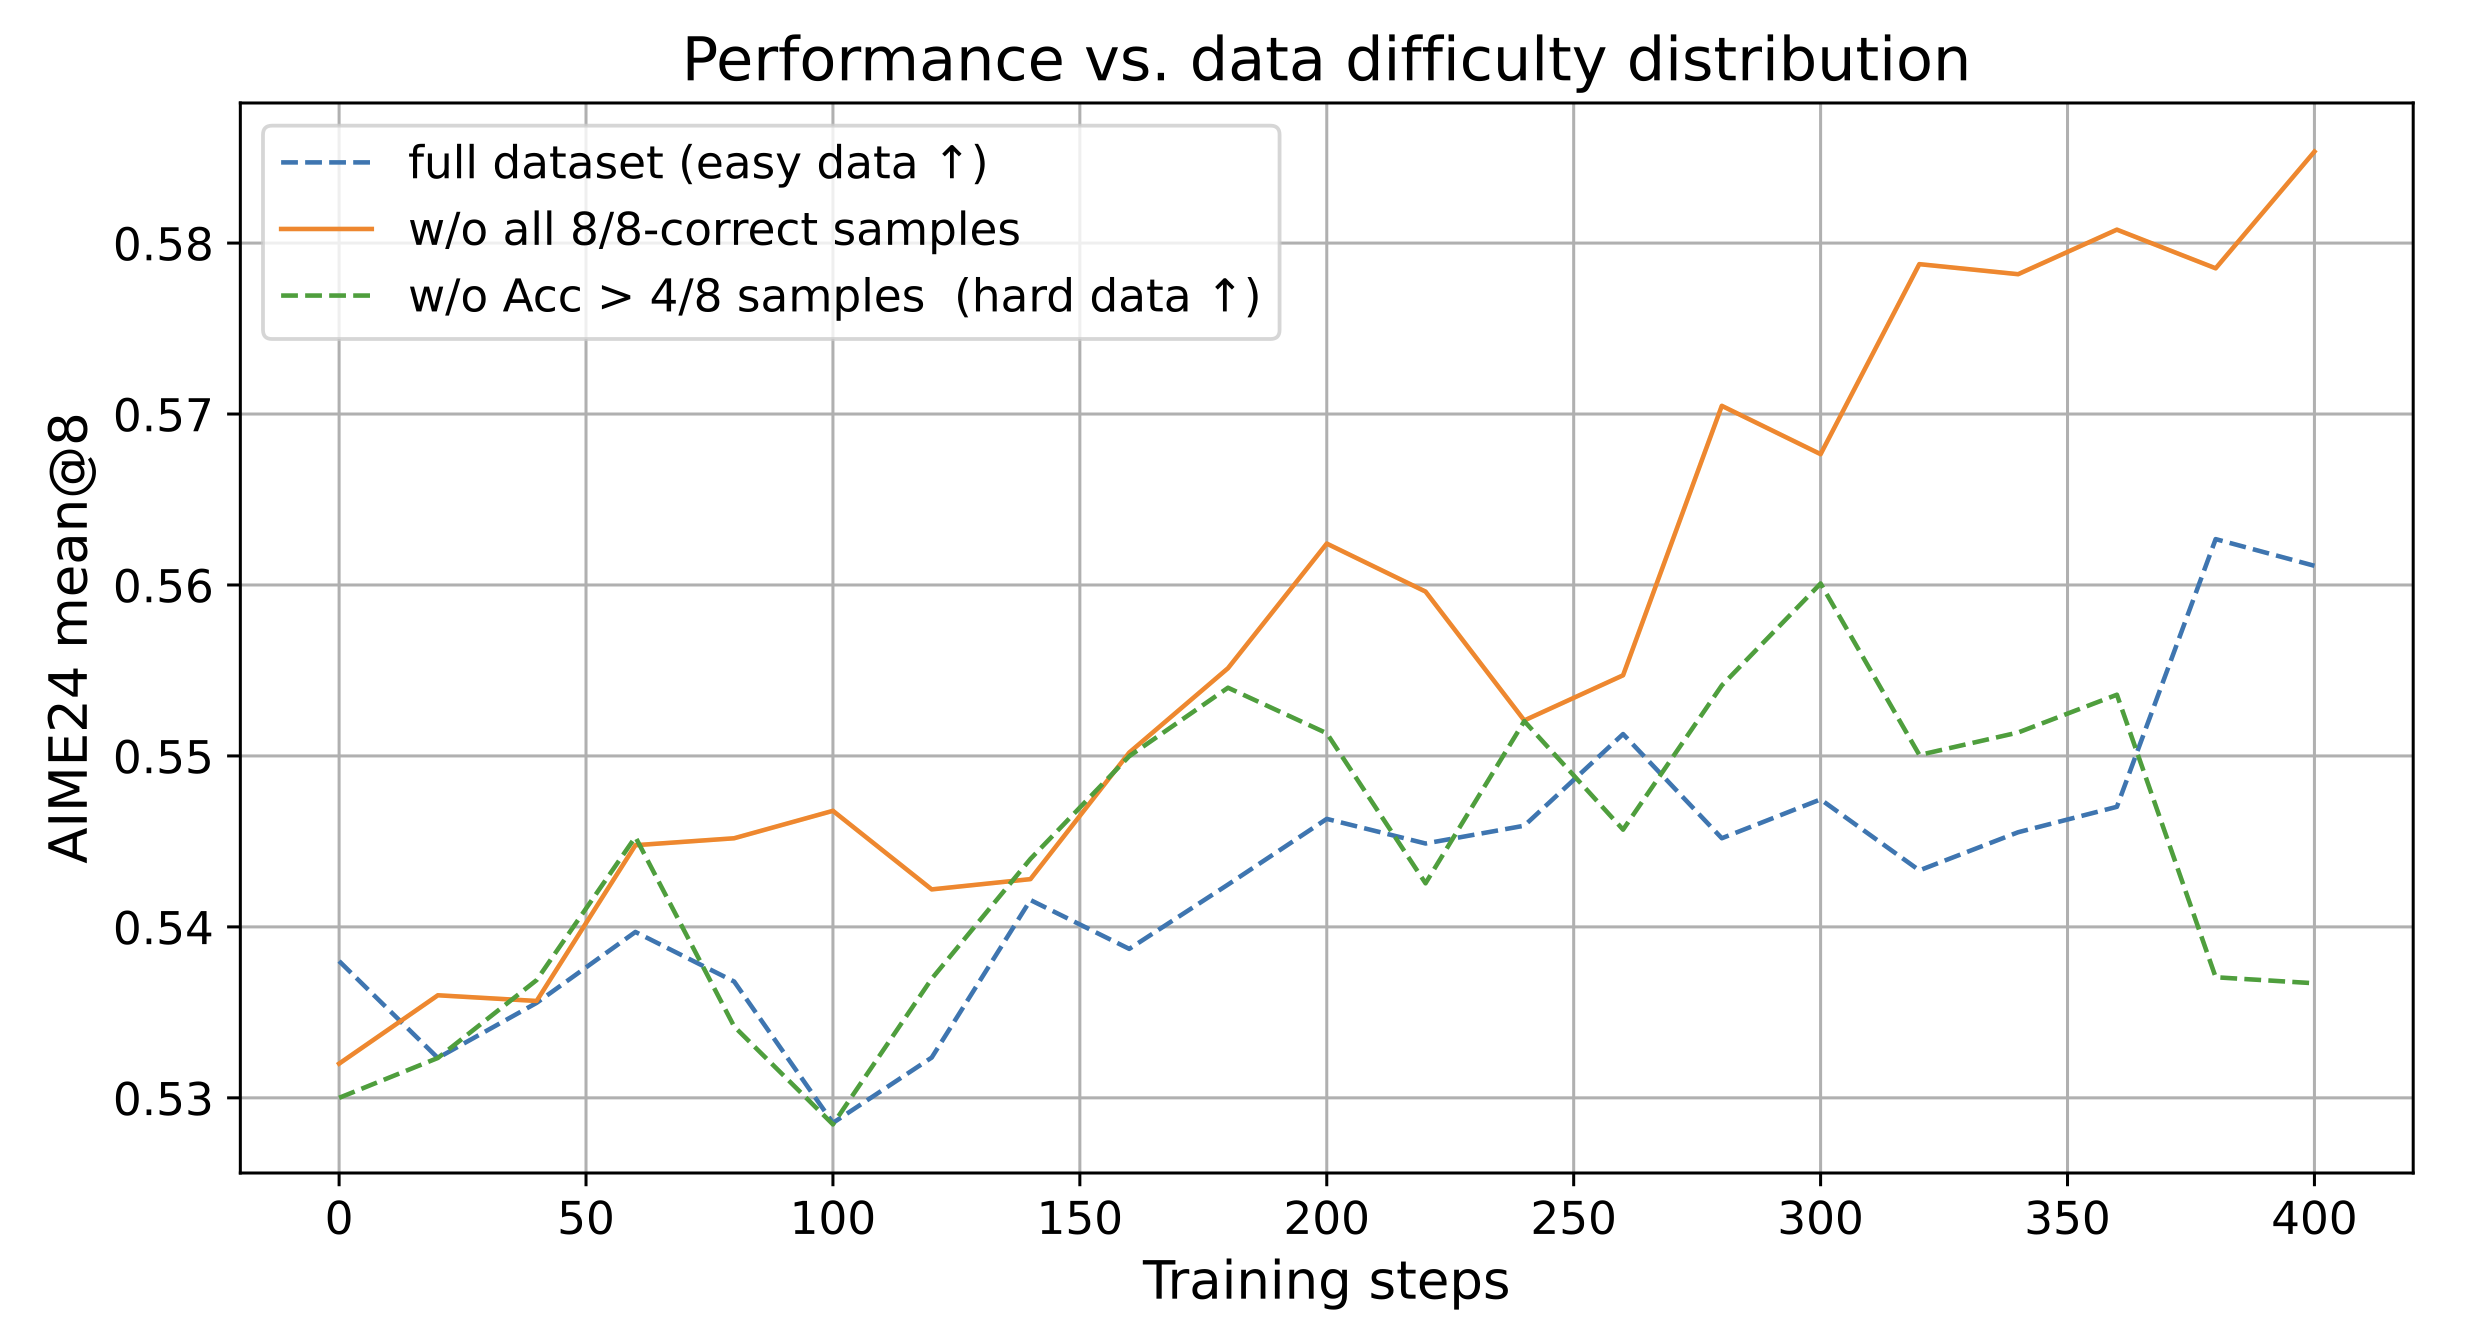 Performance vs. data difficulty distribution
full dataset (easy data ↑)
w/o all 8/8-correct samples
w/o Acc > 4/8 samples  (hard data ↑)
AIME24 mean@8
0.58
0.57
0.56
0.55
0.54
0.53
0 50 100 150 200 250 300 350 400
Training steps